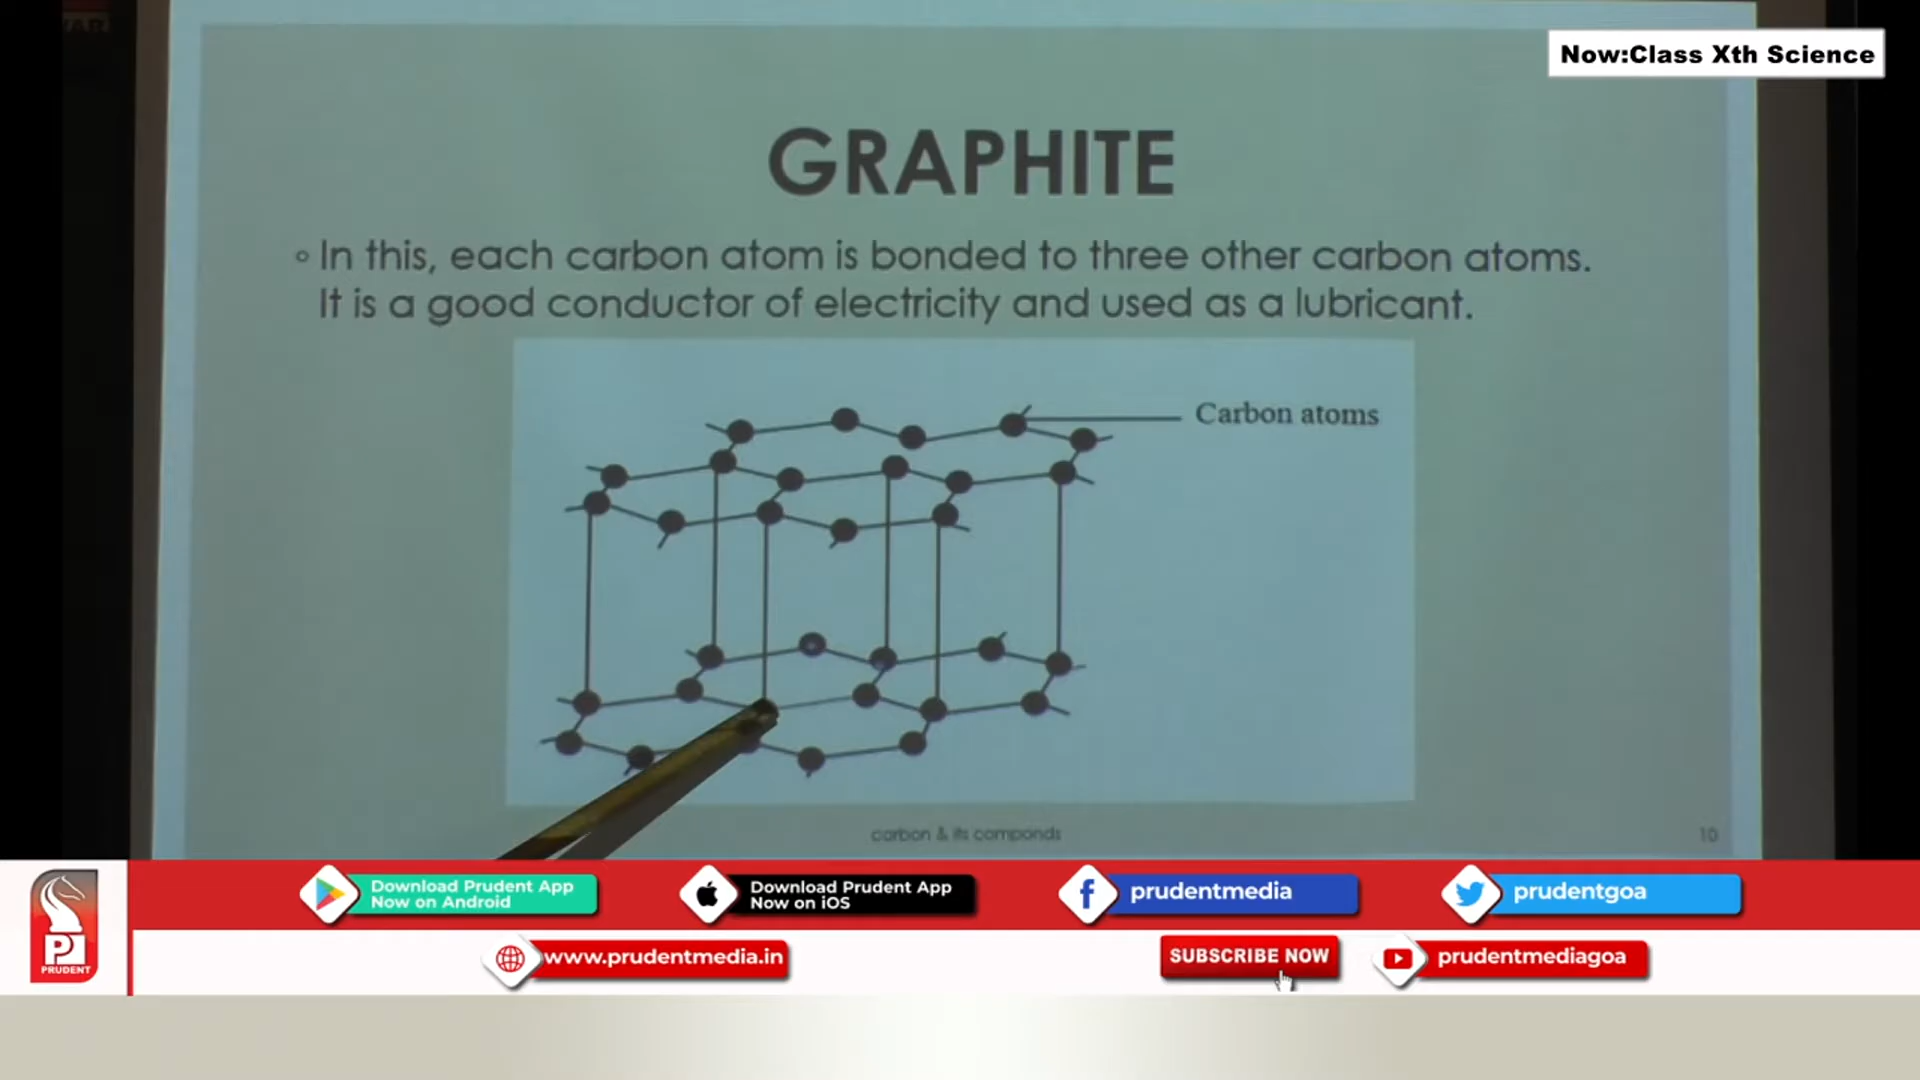 Now:Class Xth Science
GRAPHITE
In this, each carbon atom is bonded to three other carbon atoms.
It is a good conductor of electricity and used as a lubricant.
Carbon atoms
carbon & its componds
10
Download Prudent App
Now on Android
Download Prudent App
Now on iOS
prudentmedia
prudentgoa
PRUDENT
www.prudentmedia.in
SUBSCRIBE NOW
prudentmediagoa